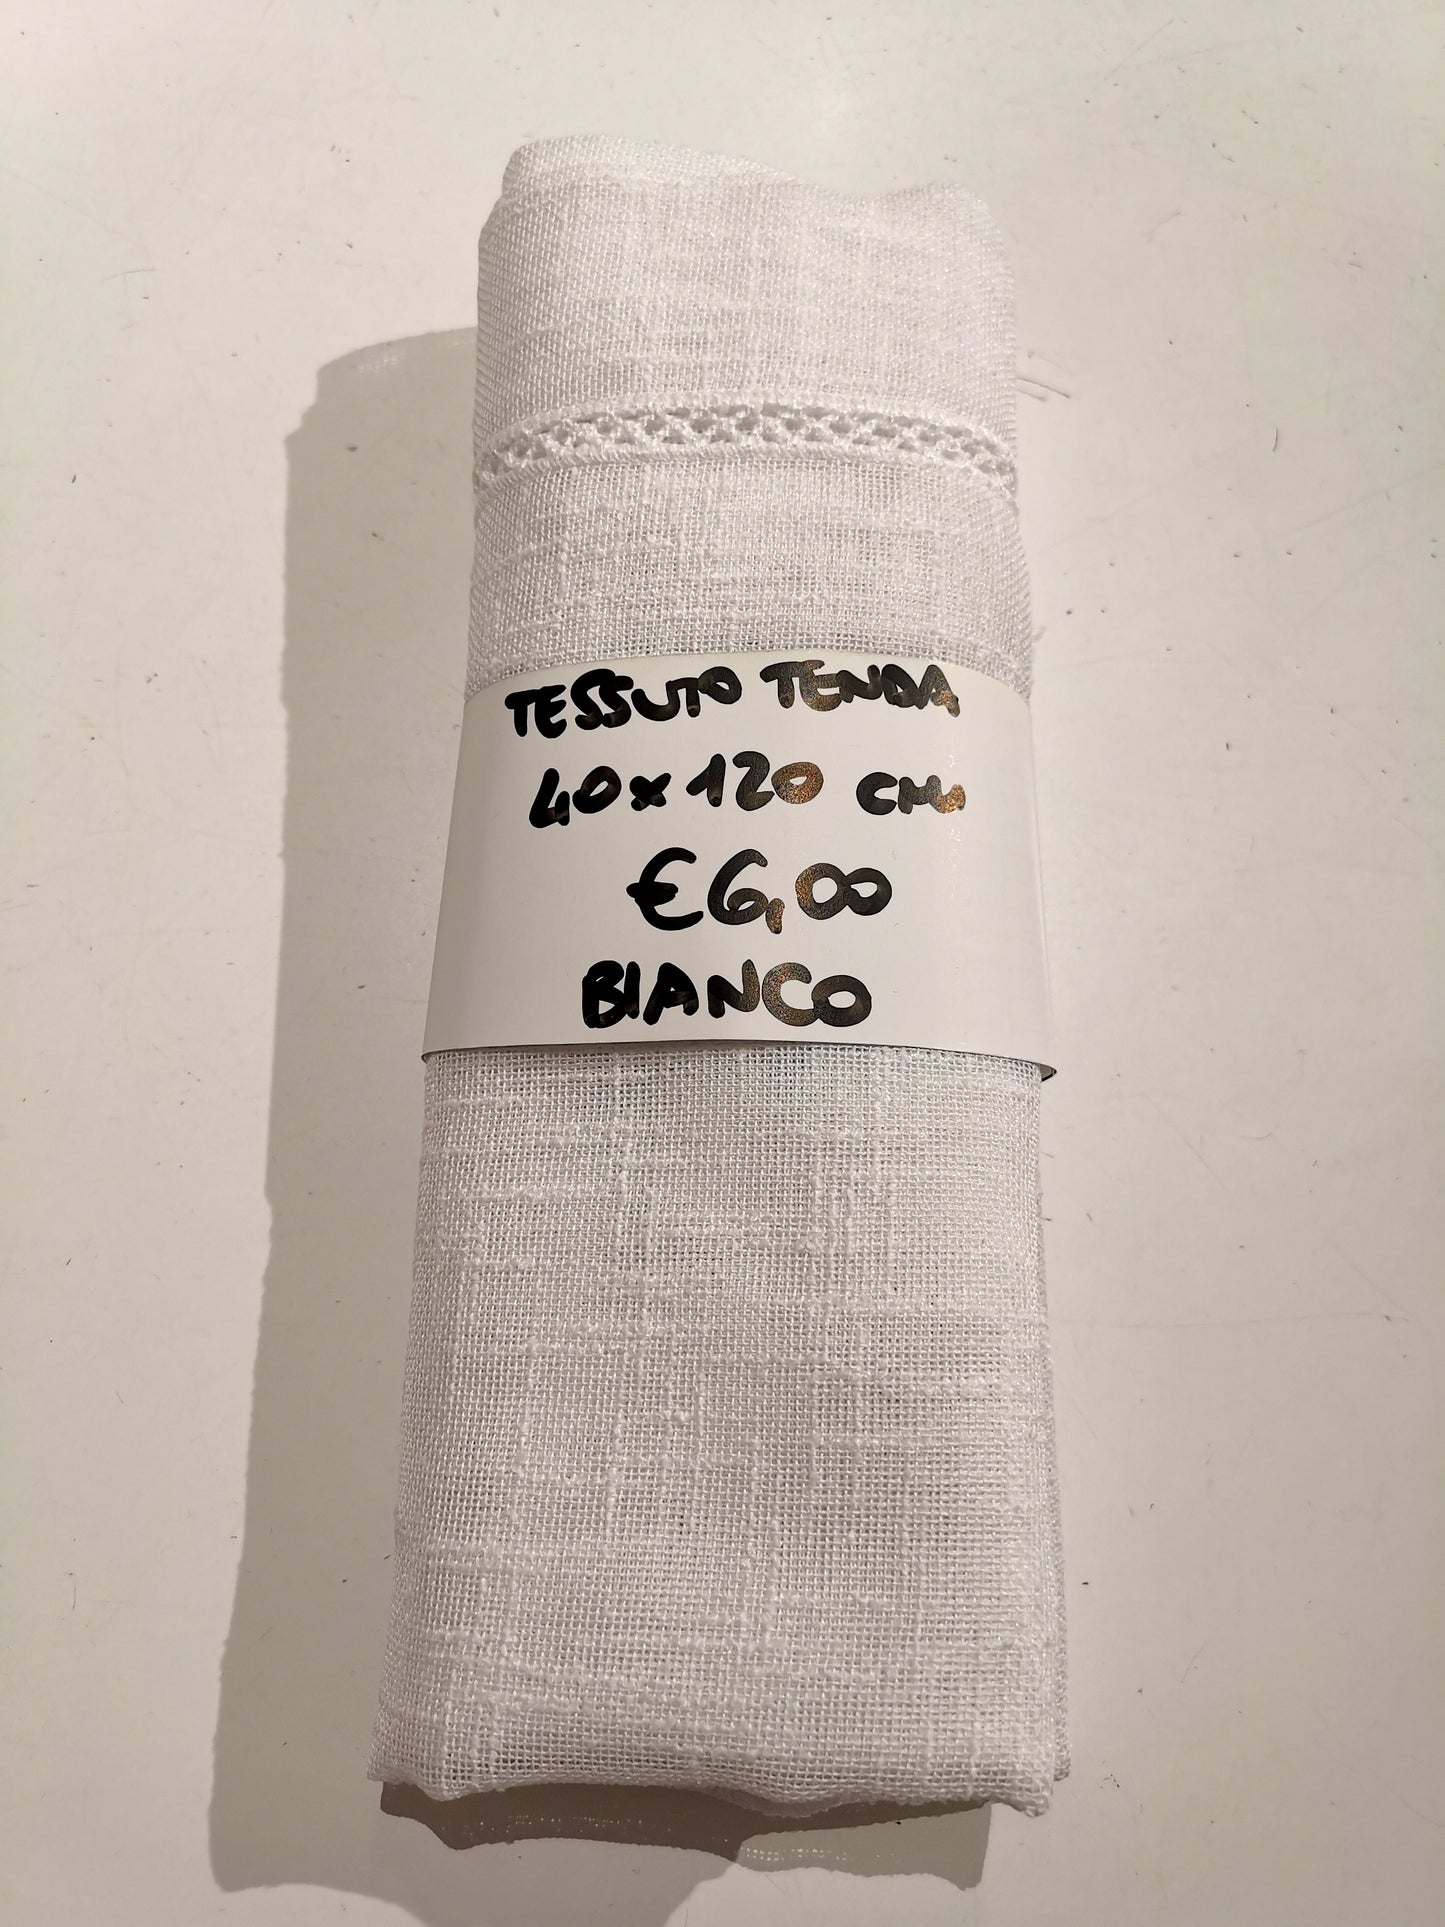 TESSUTO TENDA
40x120 cm
€6,00
BIANCO